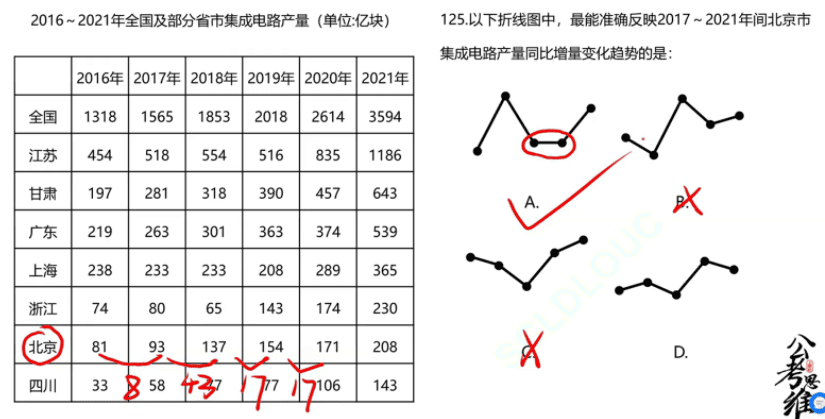 2016～2021年全国及部分省市集成电路产量（单位:亿块）
2016年 2017年 2018年 2019年 2020年 2021年
全国 1318 1565 1853 2018 2614 3594
江苏 454 518 554 516 835 1186
甘肃 197 281 318 390 457 643
广东 219 263 301 363 374 539
上海 238 233 233 208 289 365
浙江 74 80 65 143 174 230
北京 81 93 137 154 171 208
四川 33 58 77 106 143
8 43 17 17
125.以下折线图中，最能准确反映2017～2021年间北京市
集成电路产量同比增量变化趋势的是：
A. B.
C. D.
公考思维